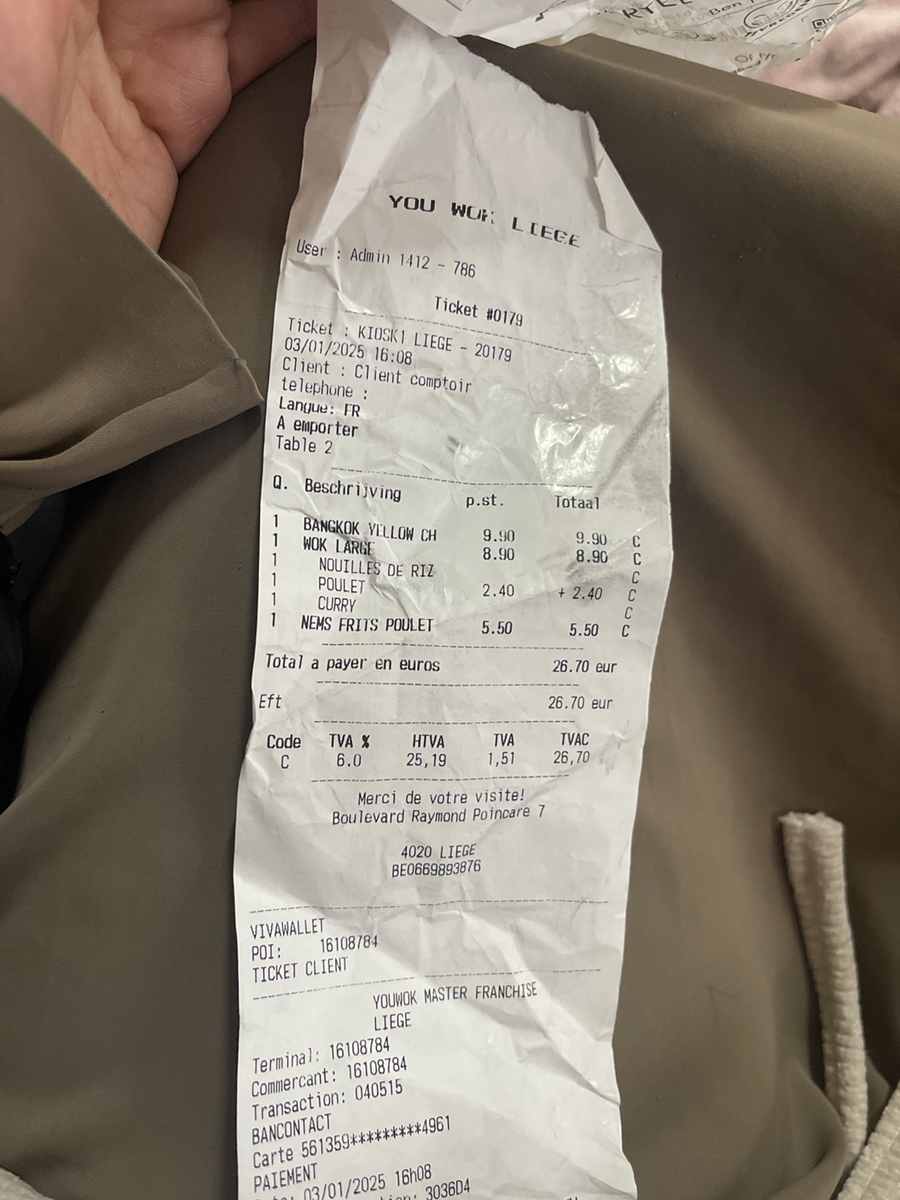 YOU WOK LIEGE
User : Admin 1412 - 786
Ticket #0179
Ticket : KIOSK1 LIEGE - 20179
03/01/2025 16:08
Client : Client comptoir
telephone :
Langue: FR
A emporter
Table 2
Q. Beschrijving p.st. Totaal
1 BANGKOK YELLOW CH 9.90 9.90 C
1 WOK LARGE 8.90 8.90 C
1 NOUILLES DE RIZ C
1 POULET 2.40 + 2.40 C
1 CURRY C
1 NEMS FRITS POULET 5.50 5.50 C
Total a payer en euros 26.70 eur
Eft 26.70 eur
Code TVA % HTVA TVA TVAC
C 6.0 25,19 1,51 26,70
Merci de votre visite!
Boulevard Raymond Poincare 7
4020 LIEGE
BE0669893876
VIVAWALLET
POI: 16108784
TICKET CLIENT
YOUWOK MASTER FRANCHISE
LIEGE
Terminal: 16108784
Commercant: 16108784
Transaction: 040515
BANCONTACT
Carte 561359*********4961
PAIEMENT
03/01/2025 16h08
3036D4